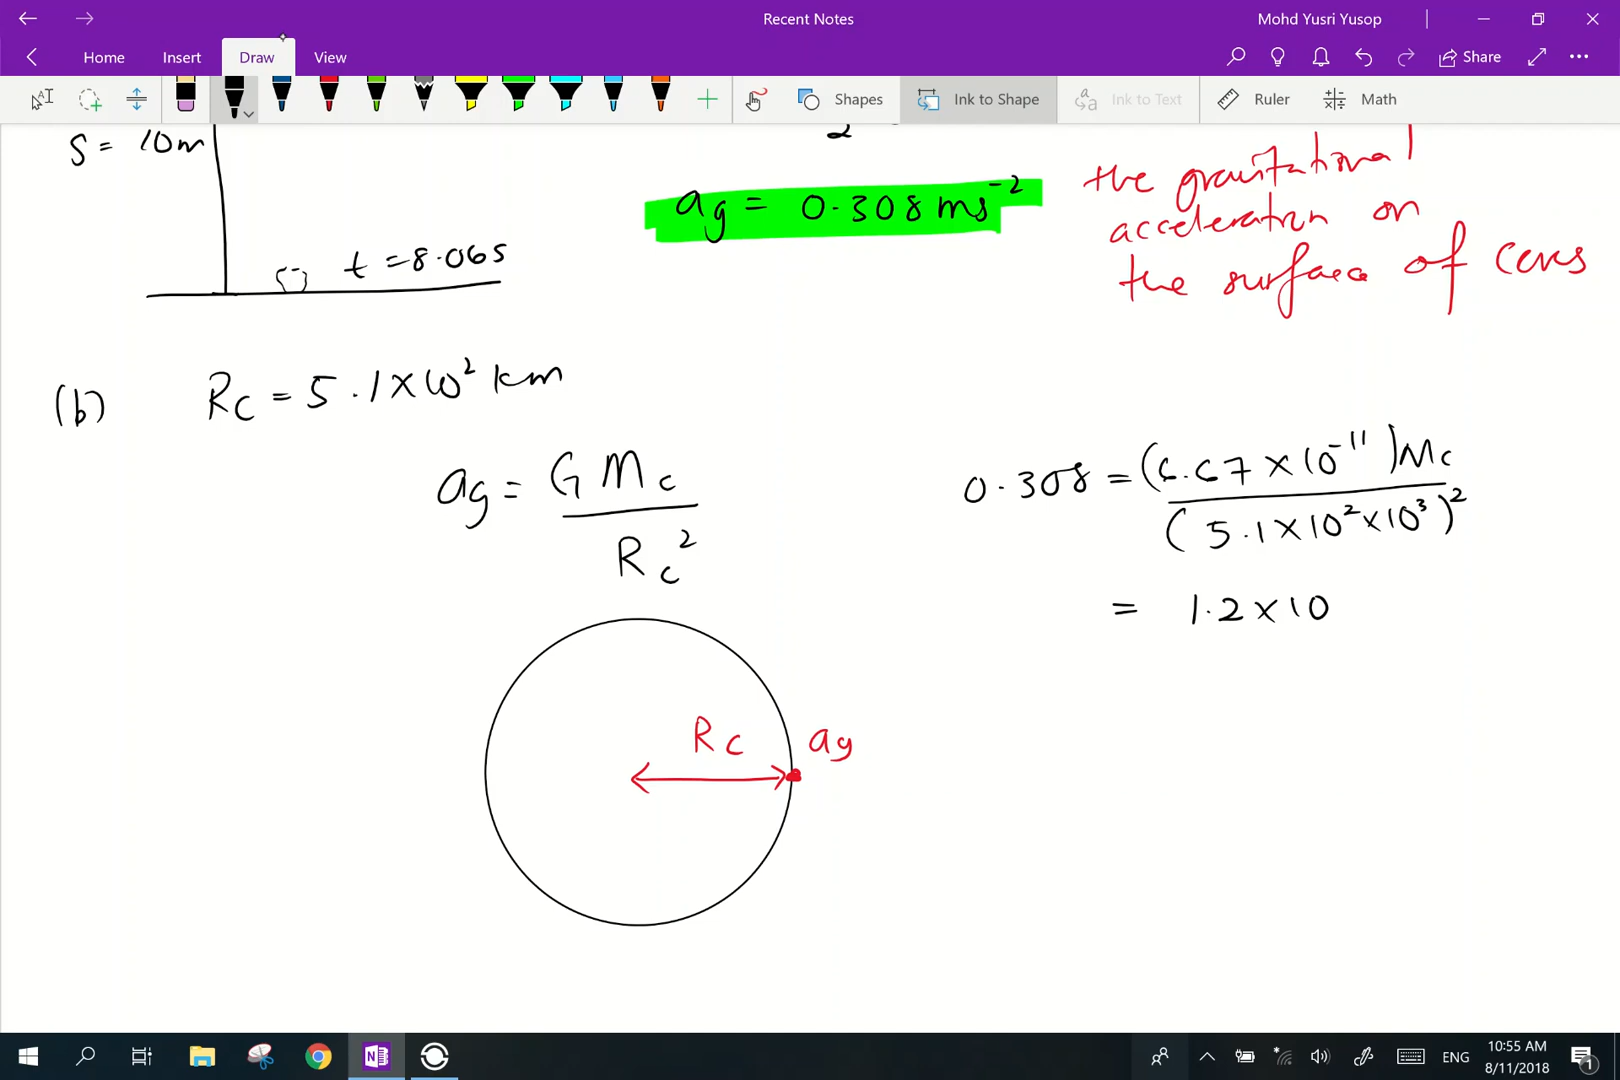 Recent Notes
Mohd Yusri Yusop
Home Insert Draw View
Share
Shapes
Ink to Shape
Ink to Text
Ruler
Math
S = 10m
2
ag = 0.308 ms⁻²
the gravitational
acceleration on
the surface of ceres
t = 8.06s
(b) Rc = 5.1 × 10² km
ag = G Mc
Rc²
0.308 = (6.67 × 10⁻¹¹) Mc
(5.1 × 10² × 10³)²
= 1.2 × 10
Rc
ag
ENG
10:55 AM
8/11/2018
1